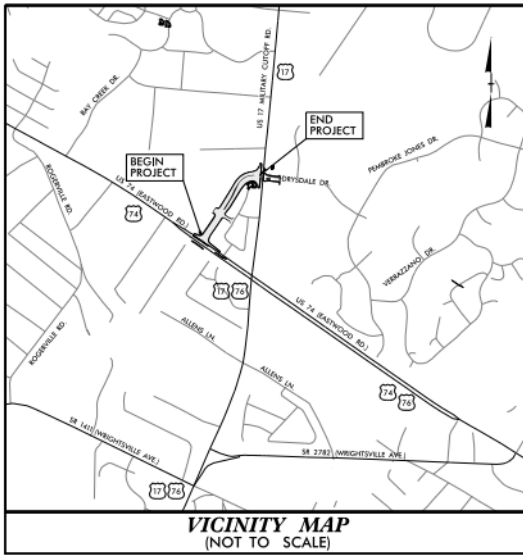 BAY CREEK DR.
US 17 MILITARY CUTOFF RD.
17
END
PROJECT
BEGIN
PROJECT
ROGERVILLE RD.
US 74 (EASTWOOD RD.)
74
DRYSDALE DR
PEMBROKE JONES DR.
VERRAZZANO DR.
17 76
US 74 (EASTWOOD RD.)
ALLENS LN.
ROGERVILLE RD.
ALLENS LN.
74
76
SR 1411 (WRIGHTSVILLE AVE.)
SR 2782 (WRIGHTSVILLE AVE.)
17 76
VICINITY MAP
(NOT TO SCALE)